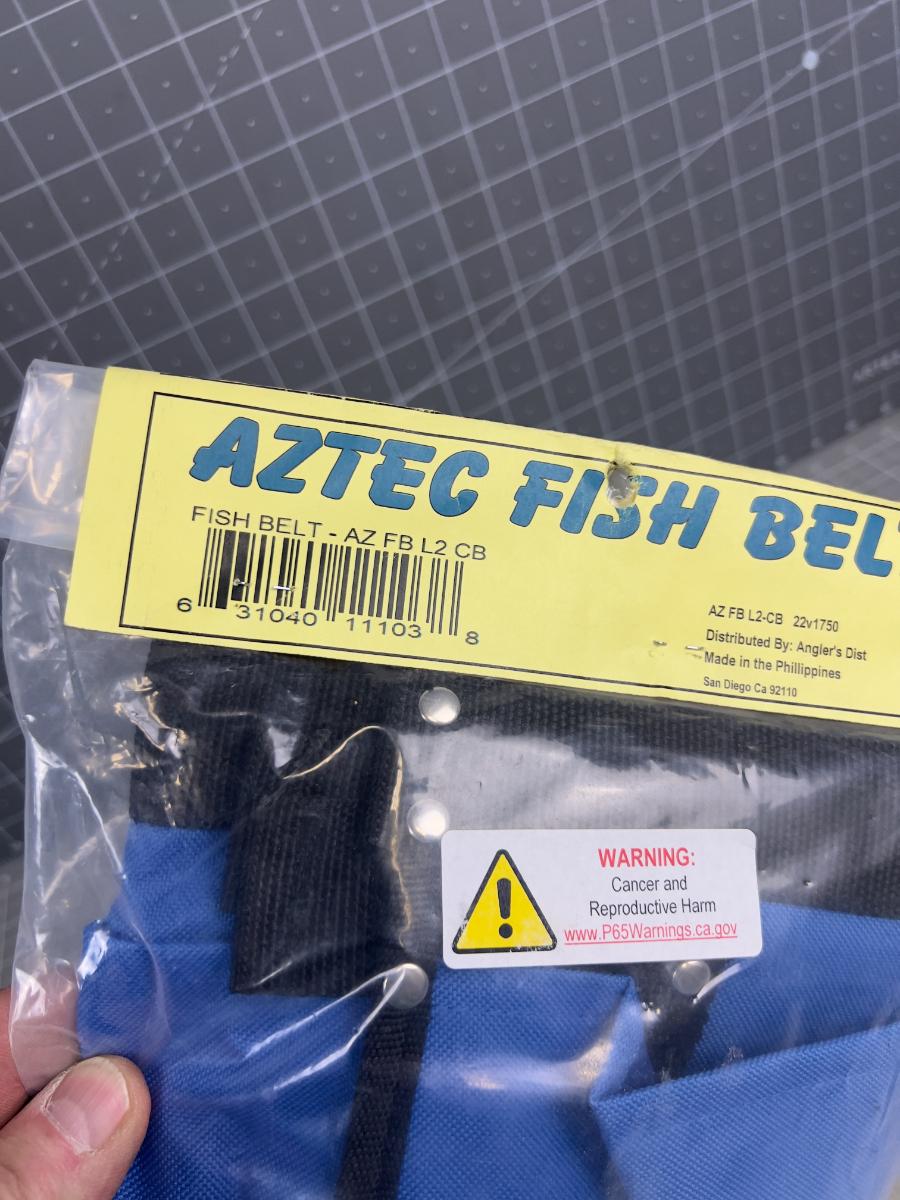 AZTEC FISH BELT
FISH BELT - AZ FB L2 CB
6 31040 11103 8
AZ FB L2-CB 22v1750
Distributed By: Angler's Dist
Made in the Phillippines
San Diego Ca 92110
WARNING:
Cancer and
Reproductive Harm
www.P65Warnings.ca.gov